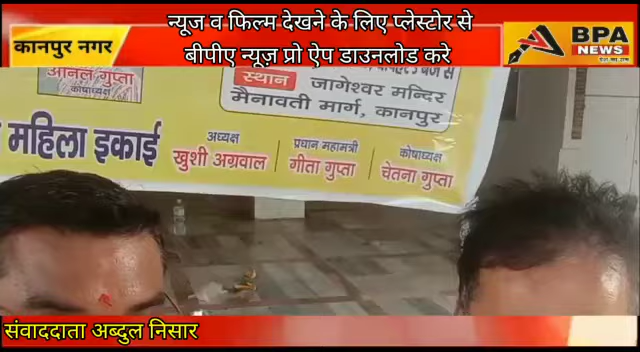 न्यूज व फिल्म देखने के लिए प्लेस्टोर से
बीपीए न्यूज़ प्रो ऐप डाउनलोड करे
कानपुर नगर
BPA
NEWS
अनिल गुप्ता
कोषाध्यक्ष
स्थान जागेश्वर मन्दिर
मैनावती मार्ग, कानपुर
महिला इकाई
अध्यक्ष
खुशी अग्रवाल
प्रधान महामंत्री
गीता गुप्ता
कोषाध्यक्ष
चेतना गुप्ता
संवाददाता अब्दुल निसार